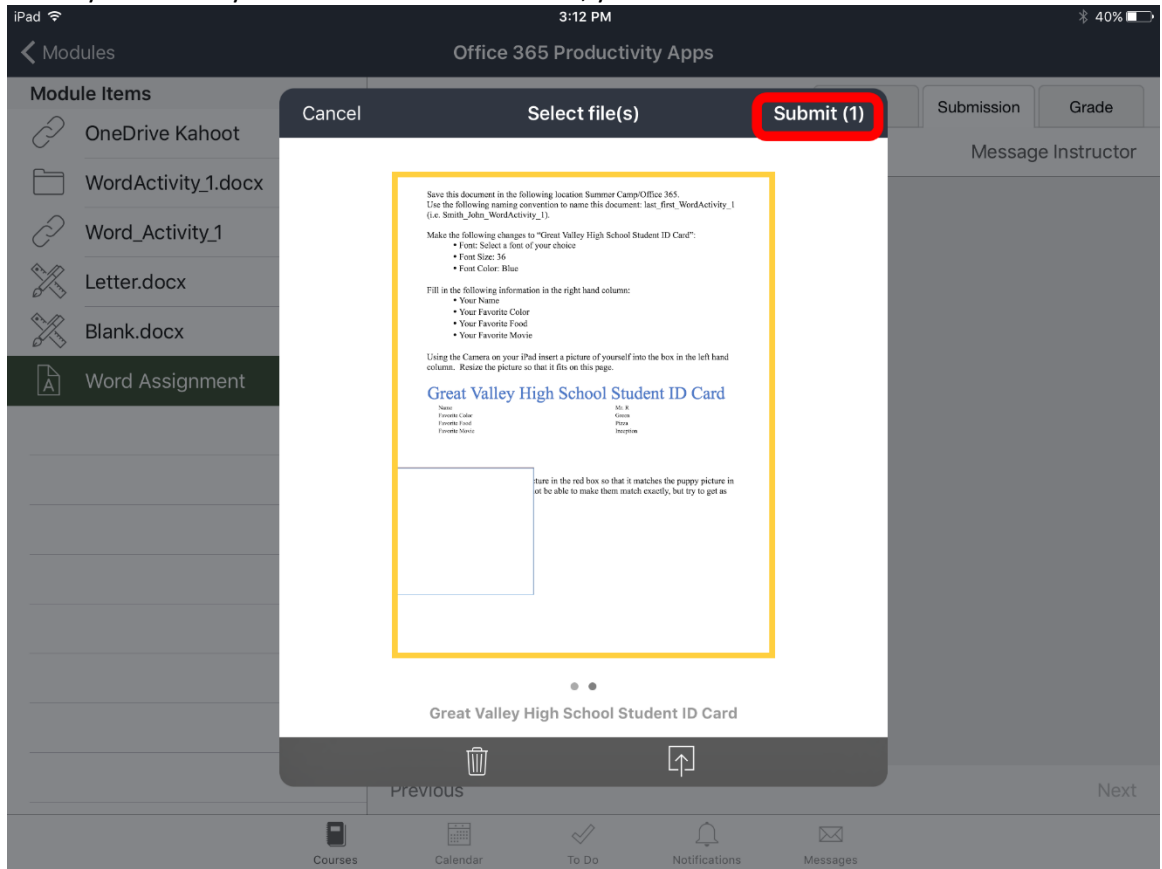 iPad 3:12 PM 40%
Modules Office 365 Productivity Apps
Module Items
OneDrive Kahoot
WordActivity_1.docx
Word_Activity_1
Letter.docx
Blank.docx
A Word Assignment
Submission Grade
Message Instructor
Cancel Select file(s) Submit (1)
Save this document in the following location Summer Camp/Office 365.
Use the following naming convention to name this document: last_first_WordActivity_1
(i.e. Smith_John_WordActivity_1).
Make the following changes to “Great Valley High School Student ID Card”:
• Font: Select a font of your choice
• Font Size: 36
• Font Color: Blue
Fill in the following information in the right hand column:
• Your Name
• Your Favorite Color
• Your Favorite Food
• Your Favorite Movie
Using the Camera on your iPad insert a picture of yourself into the box in the left hand
column. Resize the picture so that it fits on this page.
Great Valley High School Student ID Card
Name Mr. R
Favorite Color Green
Favorite Food Pizza
Favorite Movie Inception
ture in the red box so that it matches the puppy picture in
ot be able to make them match exactly, but try to get as
Great Valley High School Student ID Card
Previous Next
Courses Calendar To Do Notifications Messages